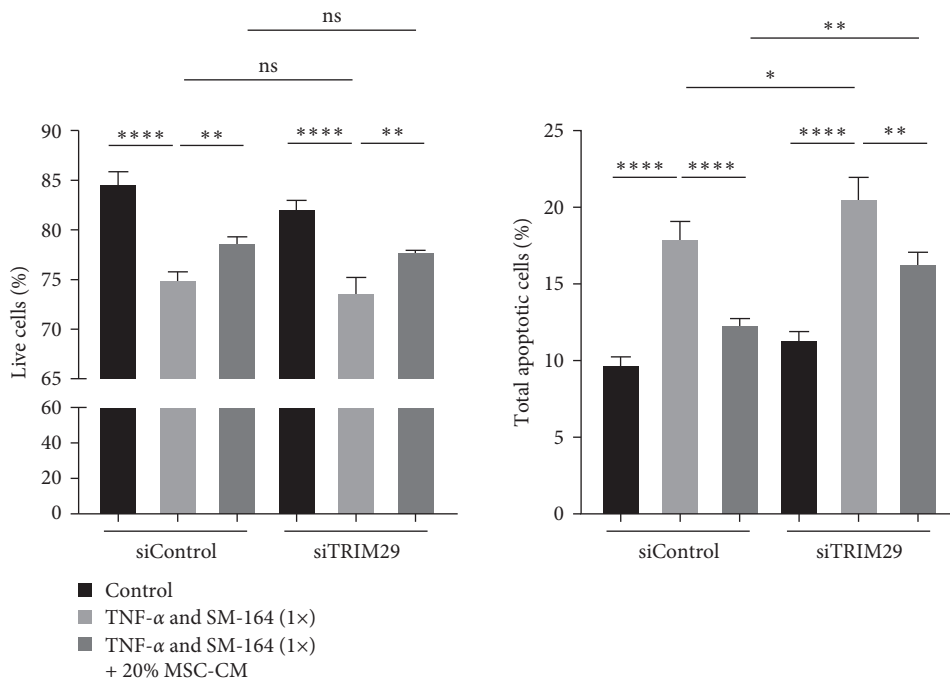 ns
ns
**** ** **** **
90
85
80
75
70
65
60
40
20
0
Live cells (%)
siControl siTRIM29
**
*
**** **** **** **
25
20
15
10
5
0
Total apoptotic cells (%)
siControl siTRIM29
Control
TNF-α and SM-164 (1×)
TNF-α and SM-164 (1×)
+ 20% MSC-CM